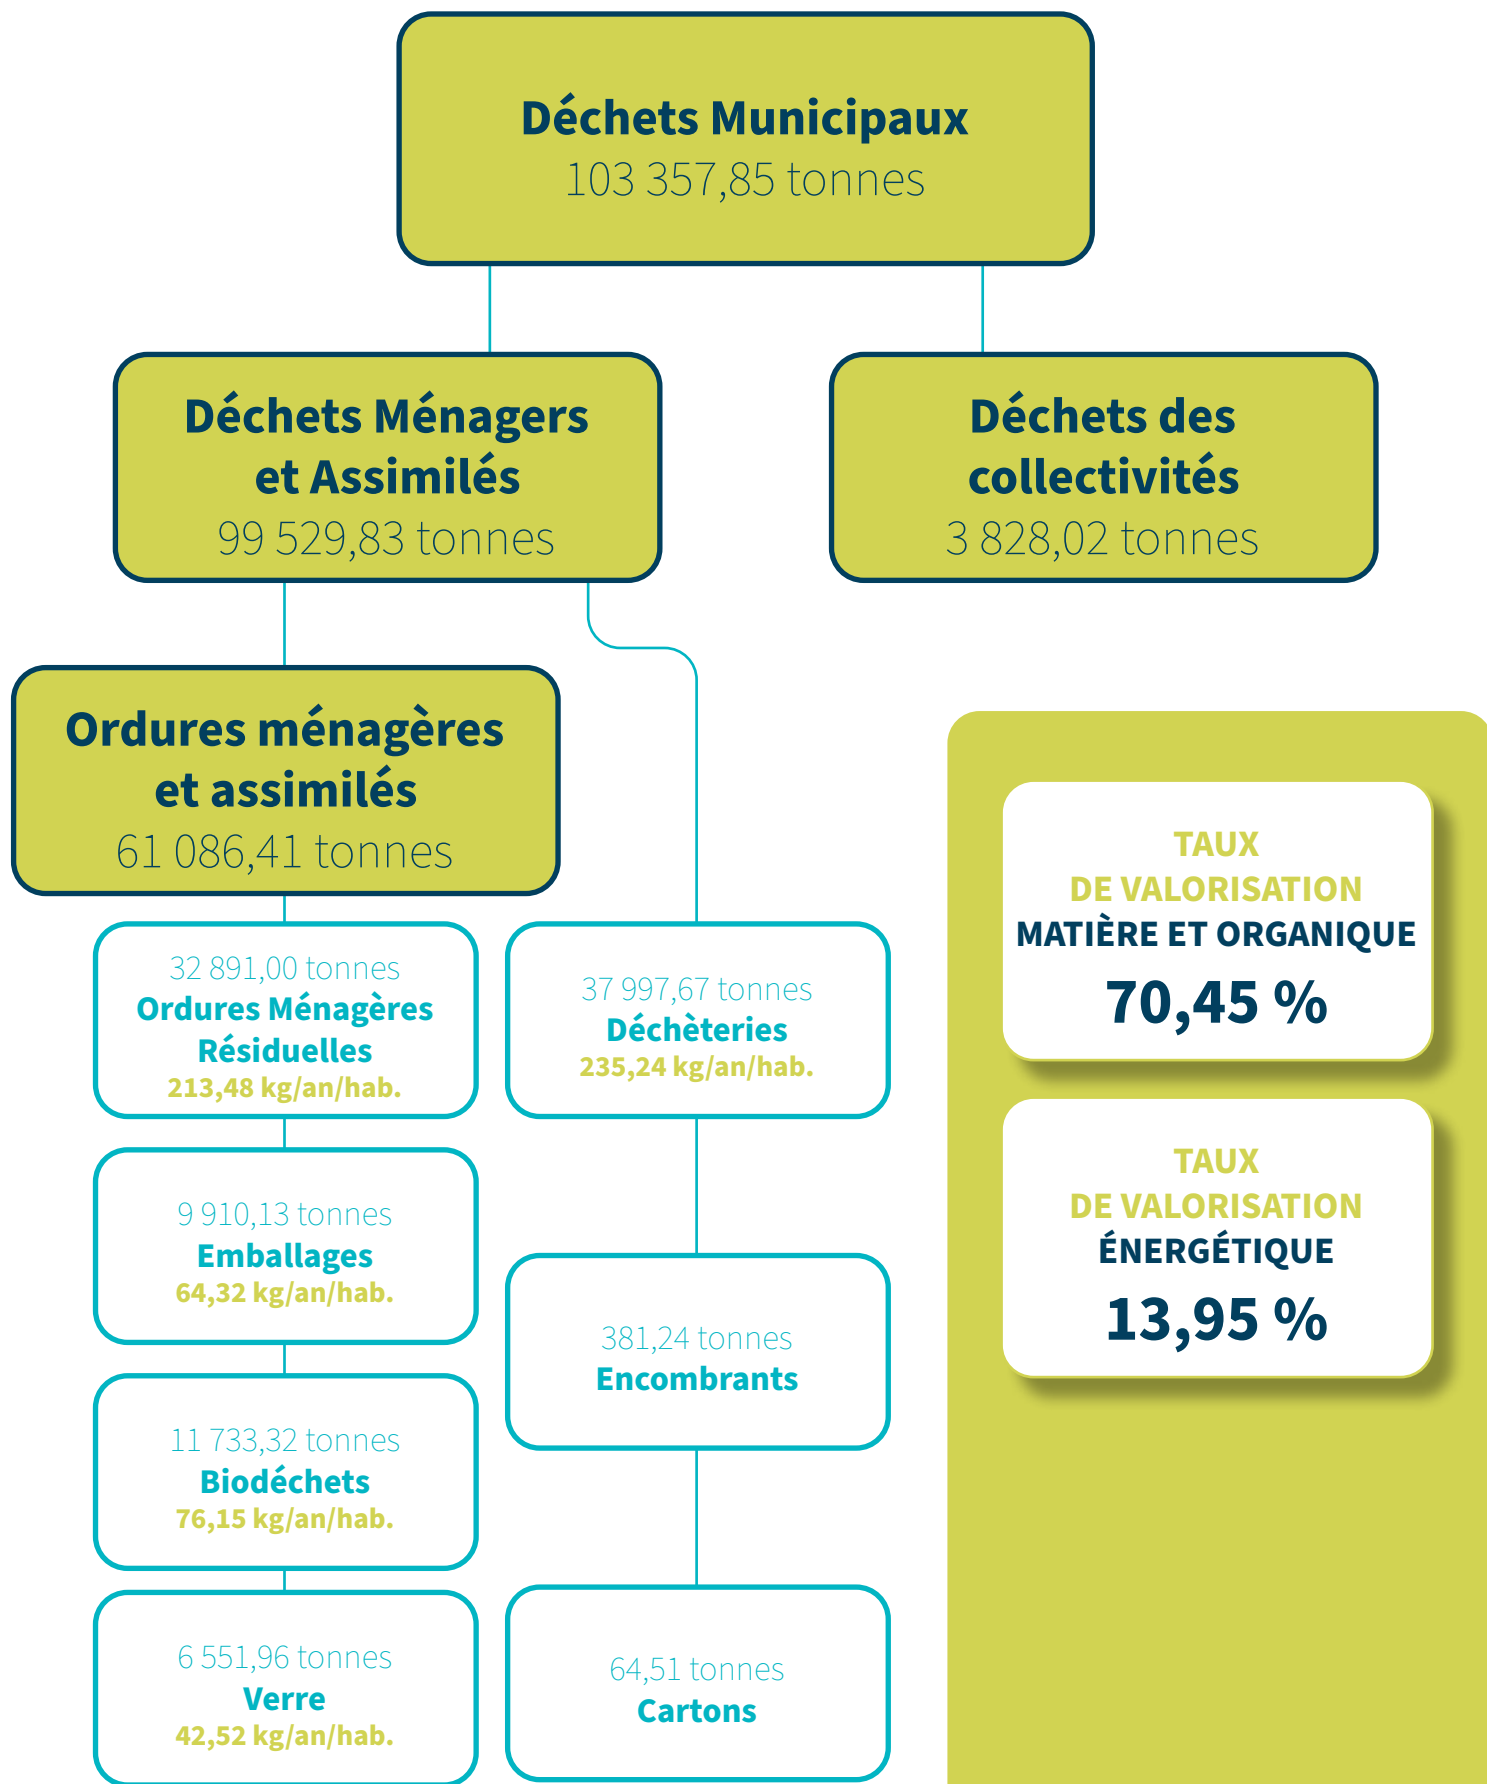 Déchets Municipaux
103 357,85 tonnes
Déchets Ménagers
et Assimilés
99 529,83 tonnes
Déchets des
collectivités
3 828,02 tonnes
Ordures ménagères
et assimilés
61 086,41 tonnes
32 891,00 tonnes
Ordures Ménagères
Résiduelles
213,48 kg/an/hab.
9 910,13 tonnes
Emballages
64,32 kg/an/hab.
11 733,32 tonnes
Biodéchets
76,15 kg/an/hab.
6 551,96 tonnes
Verre
42,52 kg/an/hab.
37 997,67 tonnes
Déchèteries
235,24 kg/an/hab.
381,24 tonnes
Encombrants
64,51 tonnes
Cartons
TAUX
DE VALORISATION
MATIÈRE ET ORGANIQUE
70,45 %
TAUX
DE VALORISATION
ÉNERGÉTIQUE
13,95 %